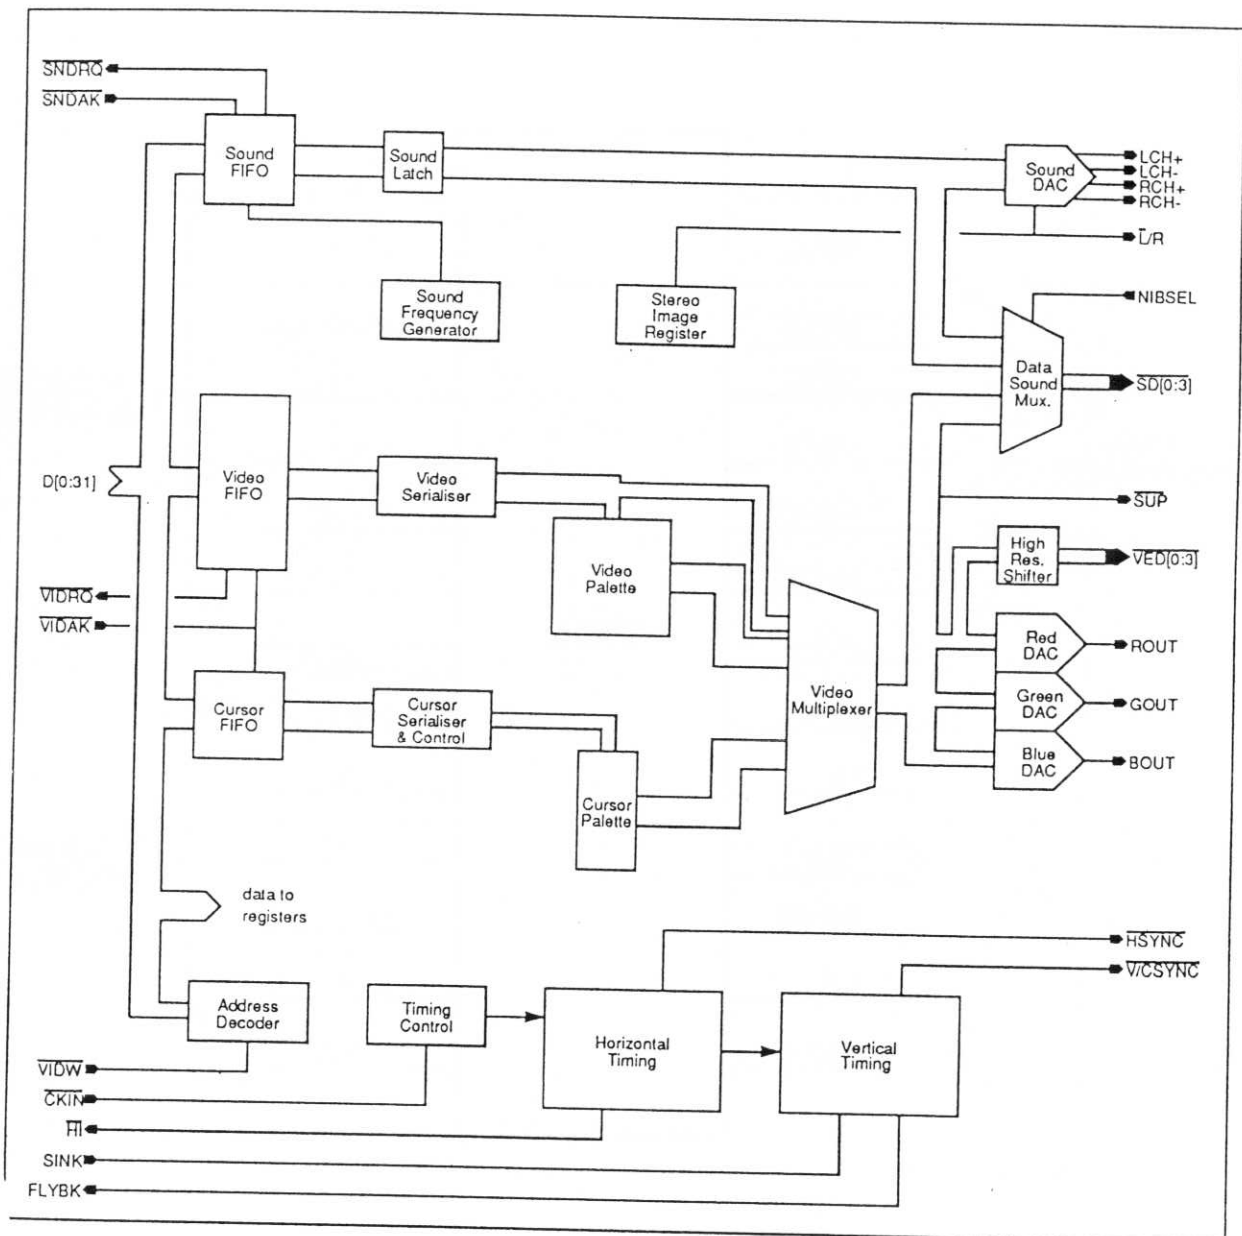 SNDRQ
SNDAK
Sound
FIFO
Sound
Latch
Sound
DAC
LCH+
LCH-
RCH+
RCH-
L/R
Sound
Frequency
Generator
Stereo
Image
Register
NIBSEL
Data
Sound
Mux.
SD[0:3]
D[0:31]
Video
FIFO
Video
Serialiser
SUP
Video
Palette
High
Res.
Shifter
VED[0:3]
VIDRQ
VIDAK
Red
DAC
ROUT
Cursor
FIFO
Cursor
Serialiser
& Control
Video
Multiplexer
Green
DAC
GOUT
Blue
DAC
BOUT
Cursor
Palette
data to
registers
HSYNC
V/CSYNC
Address
Decoder
Timing
Control
Horizontal
Timing
Vertical
Timing
VIDW
CKIN
HI
SINK
FLYBK